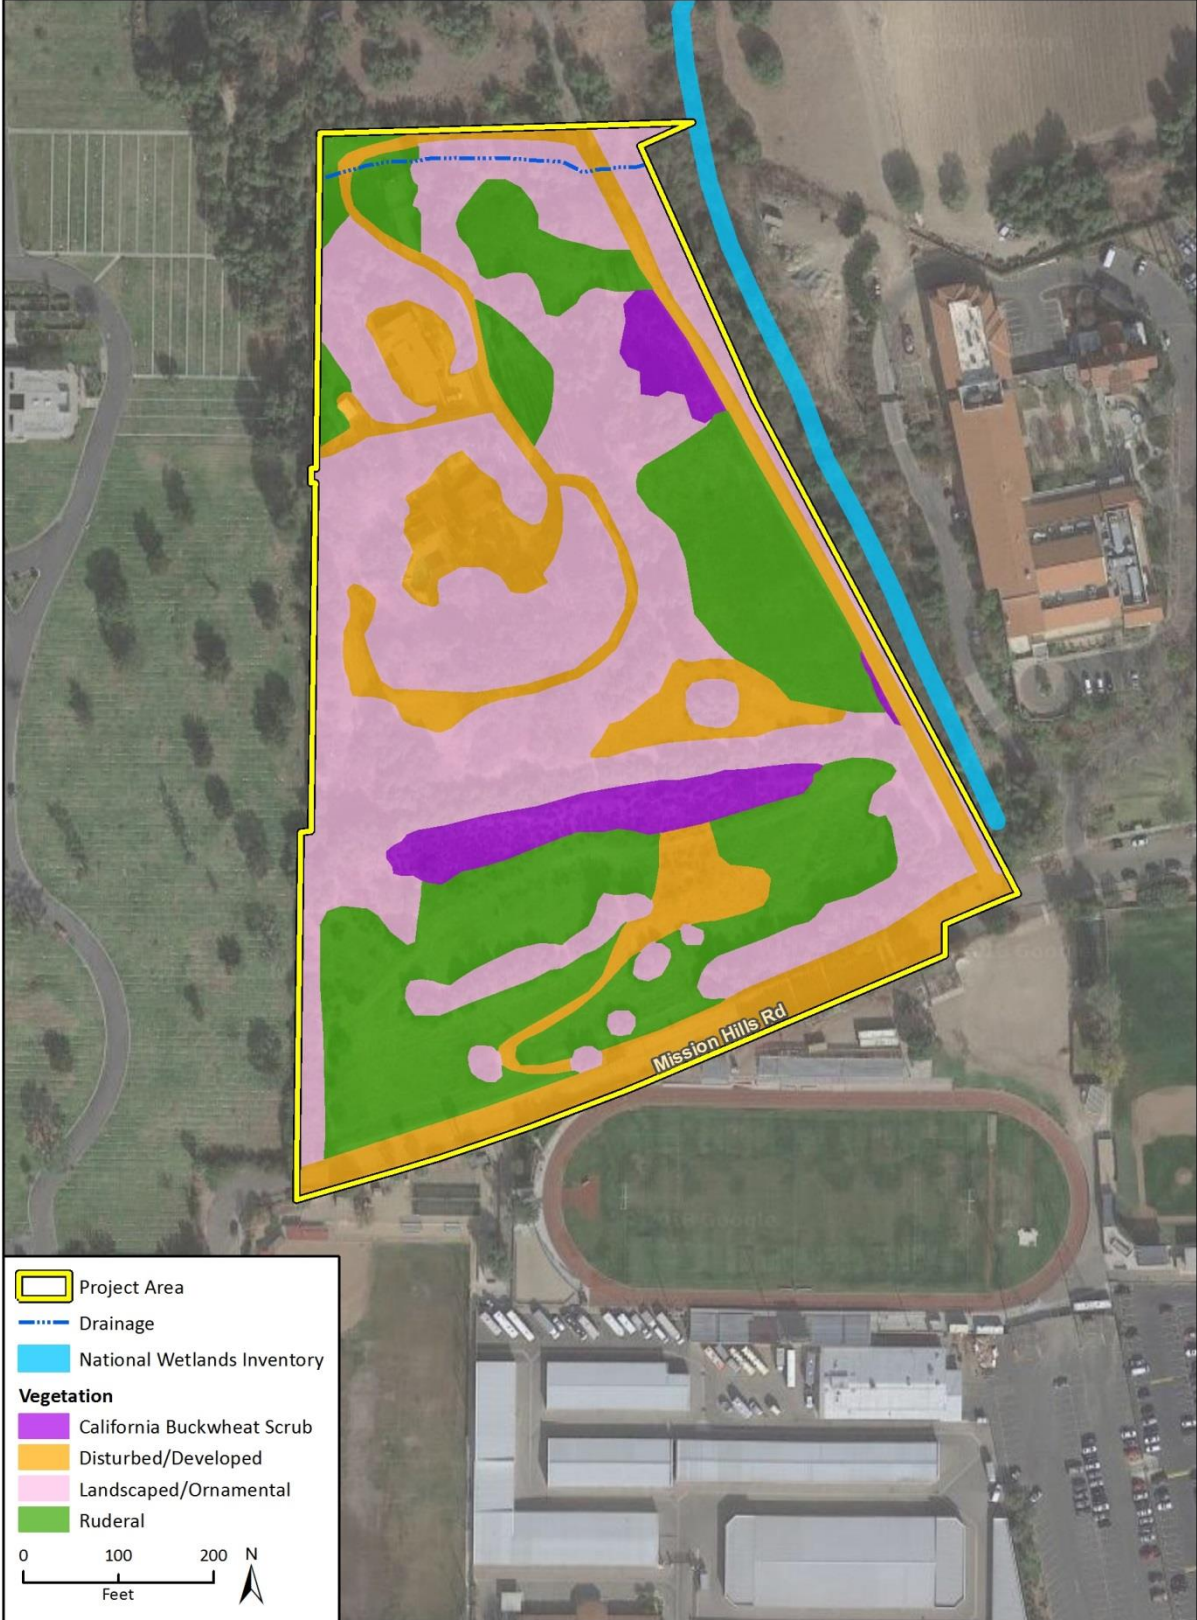 Mission Hills Rd
Project Area
Drainage
National Wetlands Inventory
Vegetation
California Buckwheat Scrub
Disturbed/Developed
Landscaped/Ornamental
Ruderal
0 100 200 N
Feet